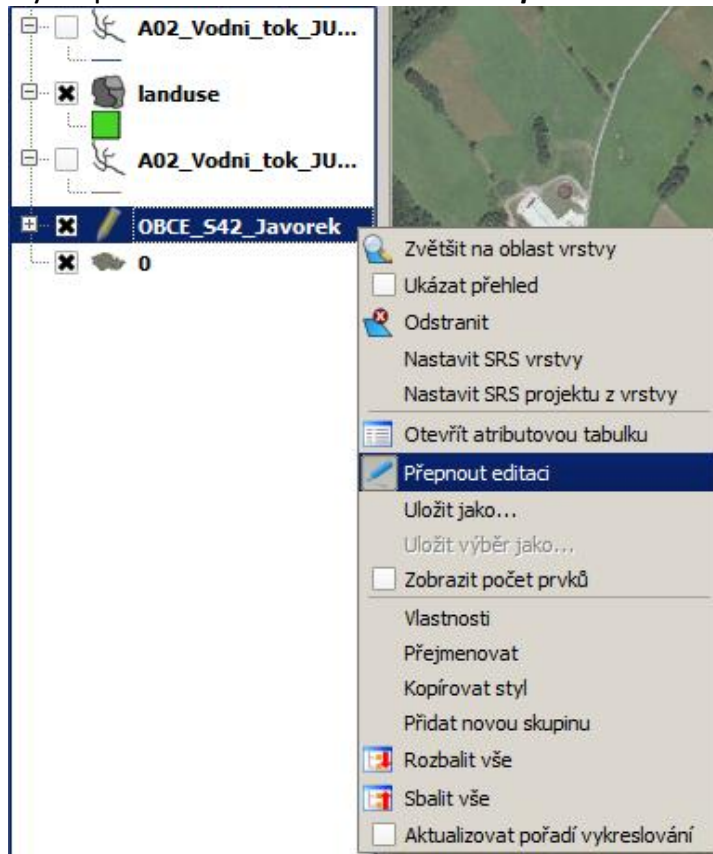 A02_Vodni_tok_JU...
landuse
A02_Vodni_tok_JU...
OBCE_S42_Javorek
0
Zvětšit na oblast vrstvy
Ukázat přehled
Odstranit
Nastavit SRS vrstvy
Nastavit SRS projektu z vrstvy
Otevřít atributovou tabulku
Přepnout editaci
Uložit jako...
Uložit výběr jako...
Zobrazit počet prvků
Vlastnosti
Přejmenovat
Kopírovat styl
Přidat novou skupinu
Rozbalit vše
Sbalit vše
Aktualizovat pořadí vykreslování